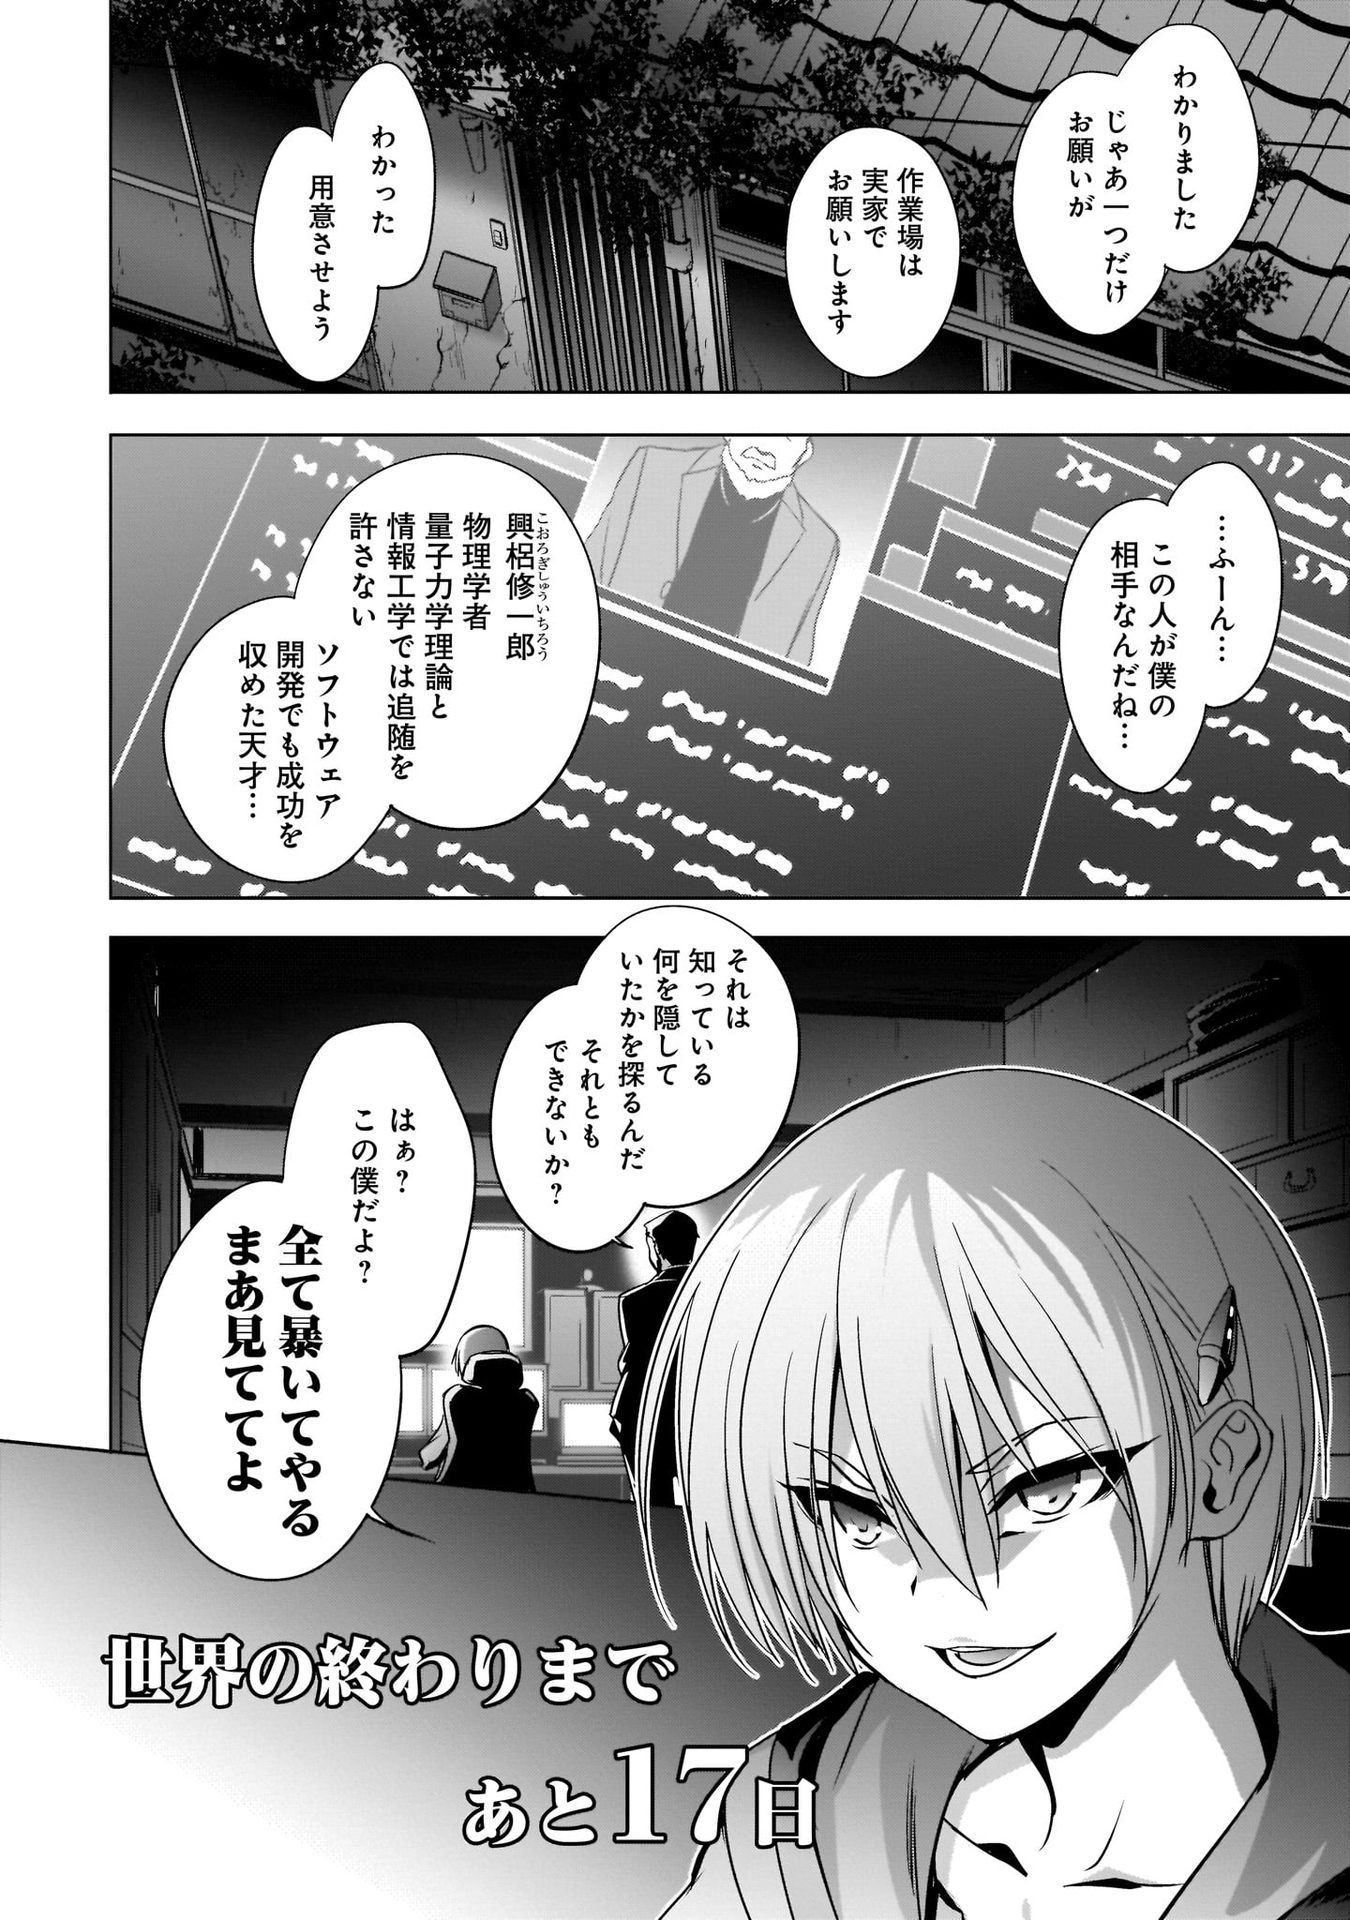 わかりました
じゃあ一つだけ
お願いが
作業場は
実家で
お願いします
わかった
用意させよう
…ふーん…
この人が僕の
相手なんだね…
興梠修一郎
こおろぎしゅういちろう
物理学者
量子力学理論と
情報工学では追随を
許さない
ソフトウェア
開発でも成功を
収めた天才…
それは
知っている
何を隠して
いたかを探るんだ
それとも
できないか？
はぁ？
この僕だよ？
全て暴いてやる
まあ見ててよ
世界の終わりまで
あと17日